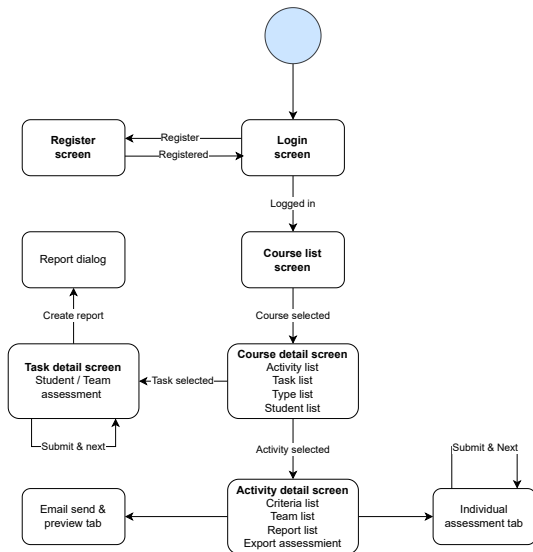 Register
screen
Register
Registered
Login
screen
Logged in
Report dialog
Course list
screen
Create report
Course selected
Task detail screen
Student / Team
assessment
Task selected
Course detail screen
Activity list
Task list
Type list
Student list
Submit & next
Activity selected
Submit & Next
Email send &
preview tab
Activity detail screen
Criteria list
Team list
Report list
Export assessment
Individual
assessment tab